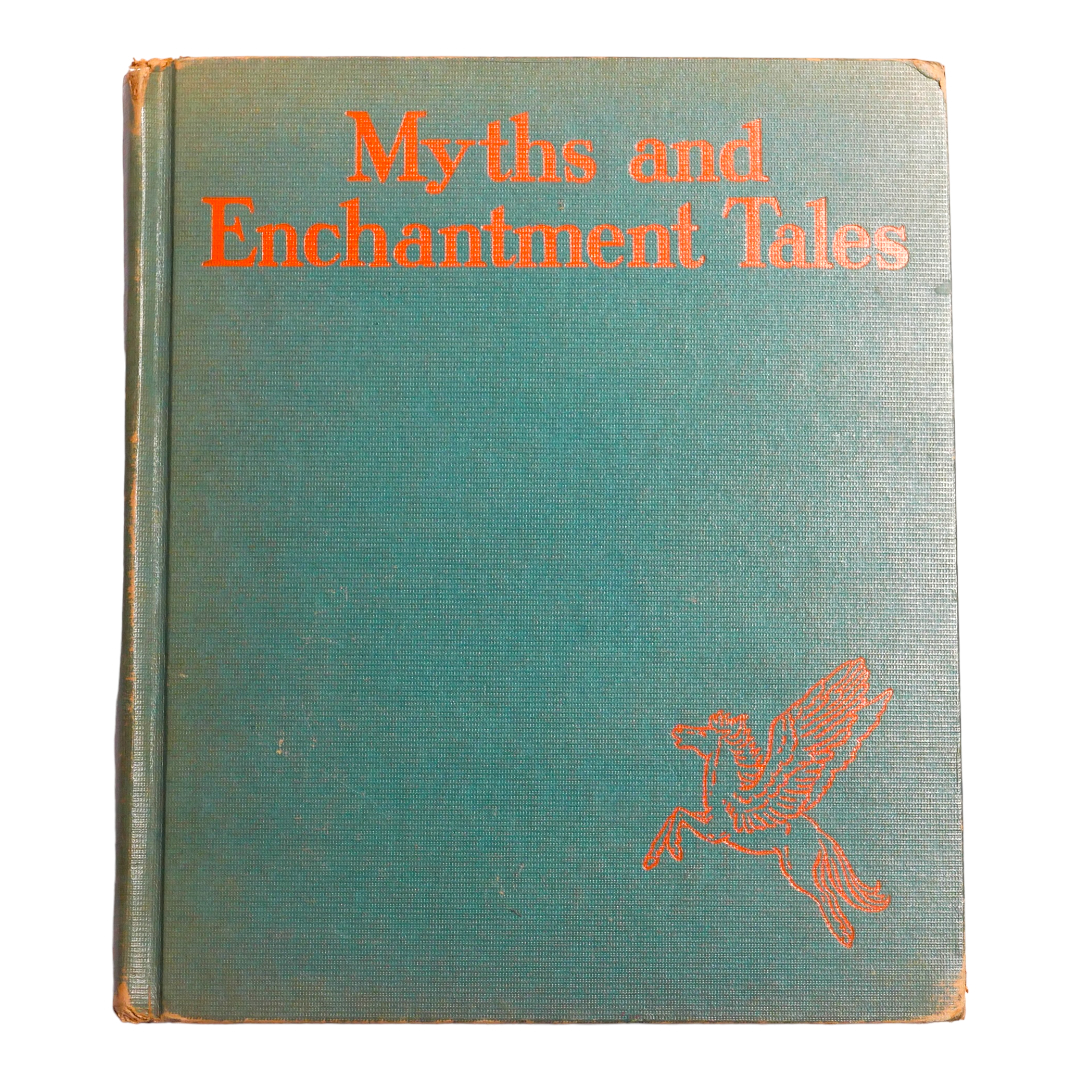 Myths and
Enchantment Tales